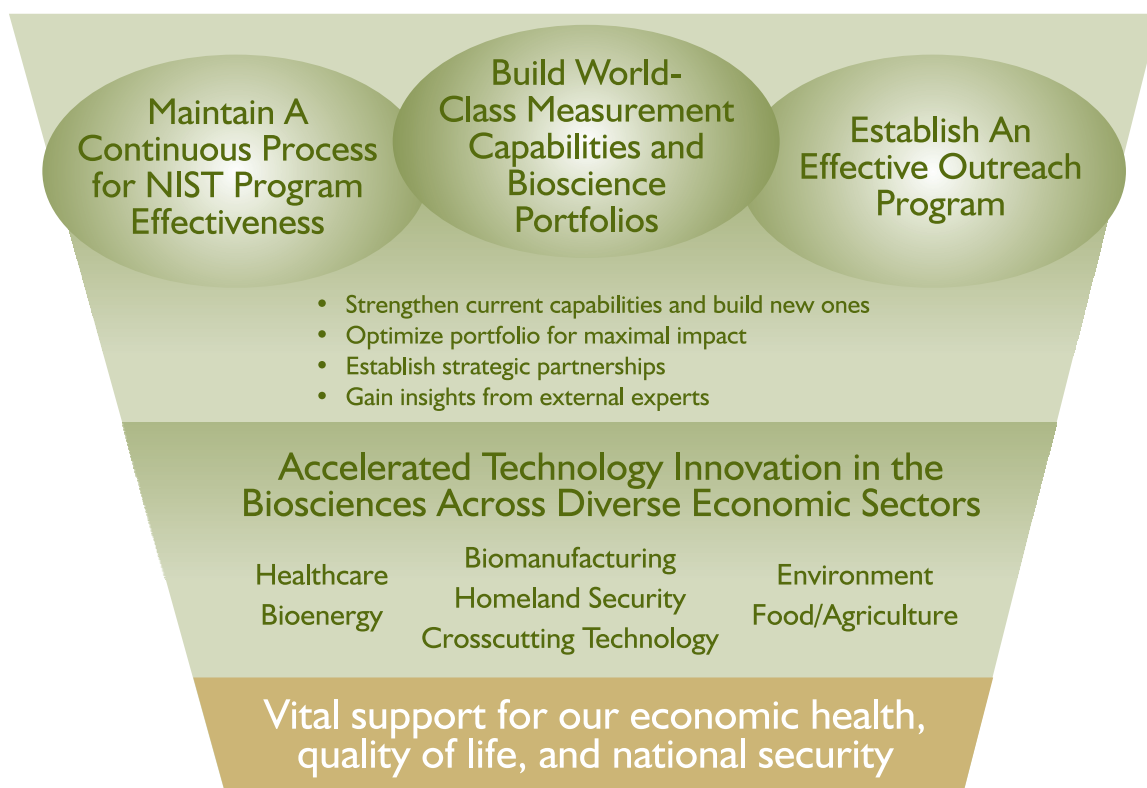 Maintain A
Continuous Process
for NIST Program
Effectiveness
Build World-
Class Measurement
Capabilities and
Bioscience
Portfolios
Establish An
Effective Outreach
Program
• Strengthen current capabilities and build new ones
• Optimize portfolio for maximal impact
• Establish strategic partnerships
• Gain insights from external experts
Accelerated Technology Innovation in the
Biosciences Across Diverse Economic Sectors
Healthcare
Bioenergy
Biomanufacturing
Homeland Security
Crosscutting Technology
Environment
Food/Agriculture
Vital support for our economic health,
quality of life, and national security